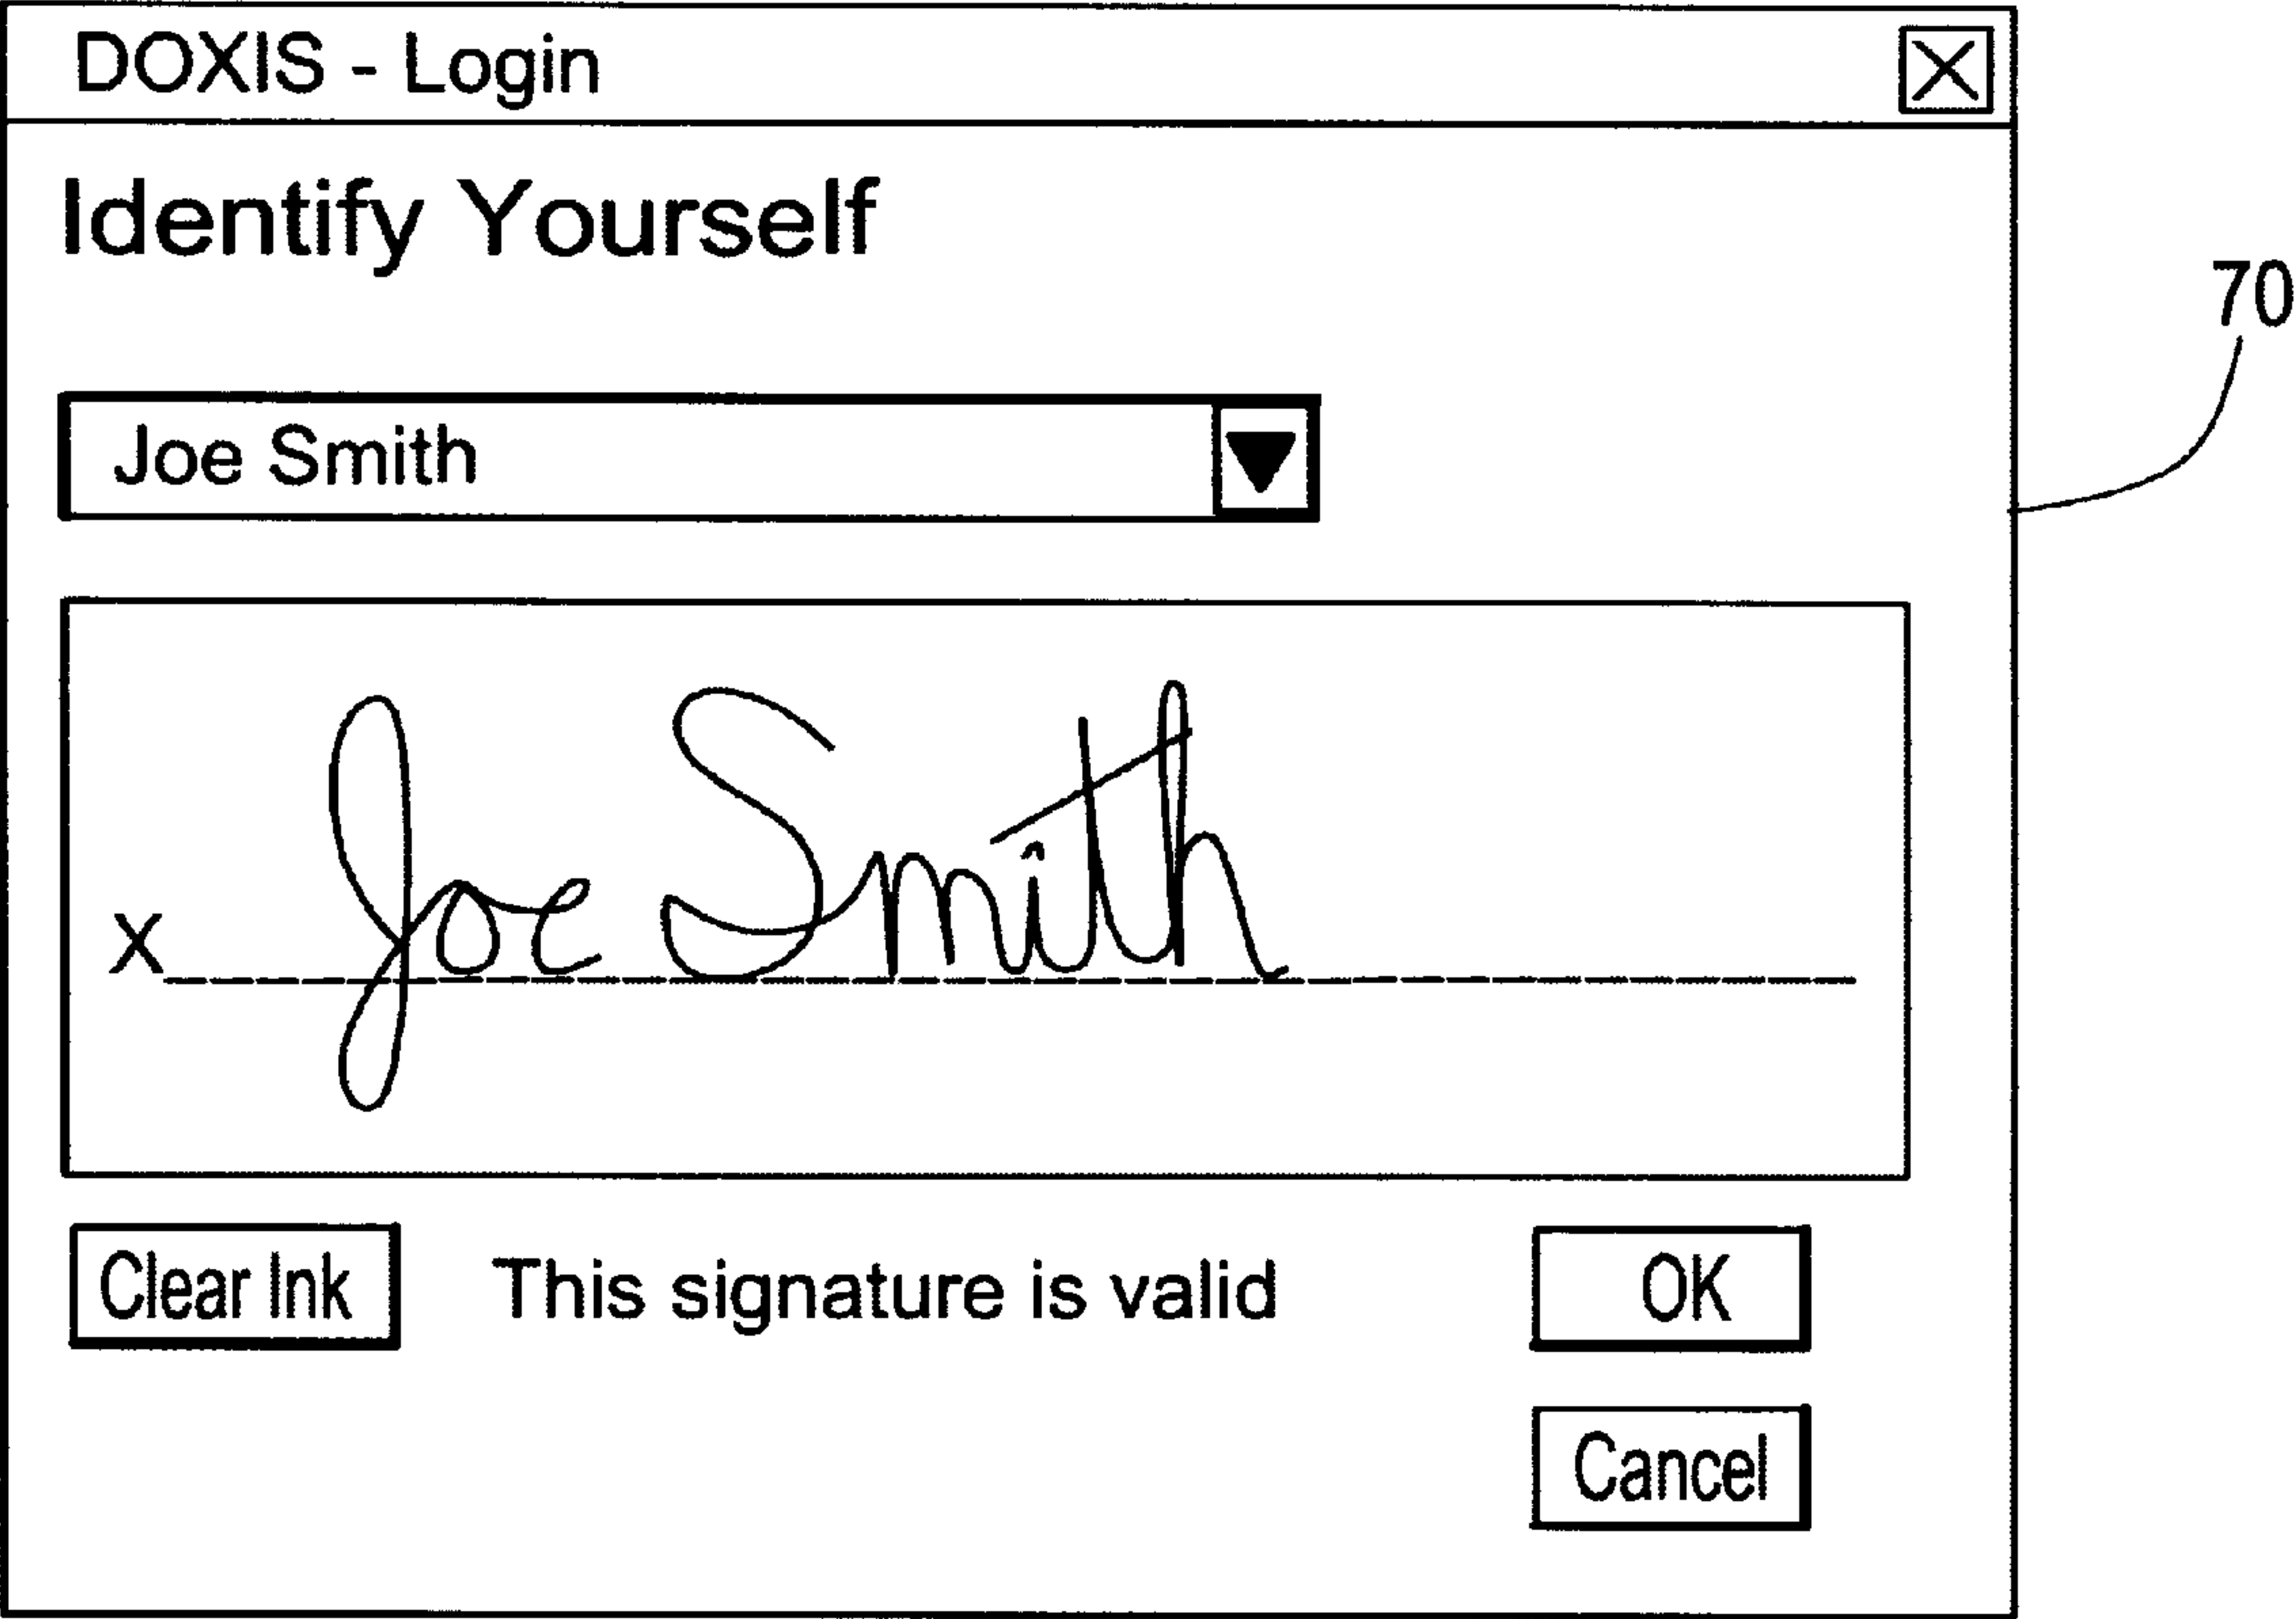 DOXIS - Login
Identify Yourself
70
Joe Smith
x Joe Smith
Clear Ink This signature is valid OK
Cancel